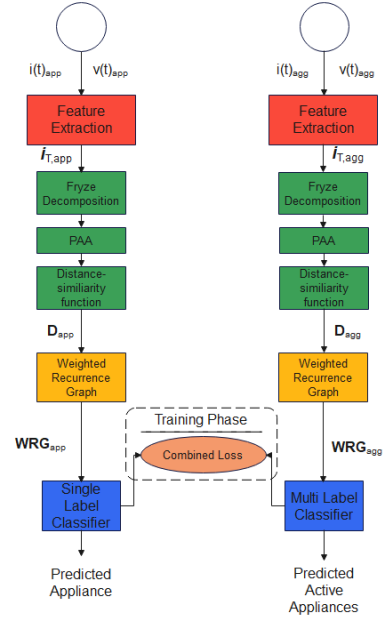 i(t)app v(t)app
Feature
Extraction
iT,app
Fryze
Decomposition
PAA
Distance-
similiarity
function
Dapp
Weighted
Recurrence
Graph
WRGapp
Single
Label
Classifier
Predicted
Appliance
Training Phase
Combined Loss
i(t)agg v(t)agg
Feature
Extraction
iT,agg
Fryze
Decomposition
PAA
Distance-
similiarity
function
Dagg
Weighted
Recurrence
Graph
WRGagg
Multi Label
Classifier
Predicted
Active
Appliances